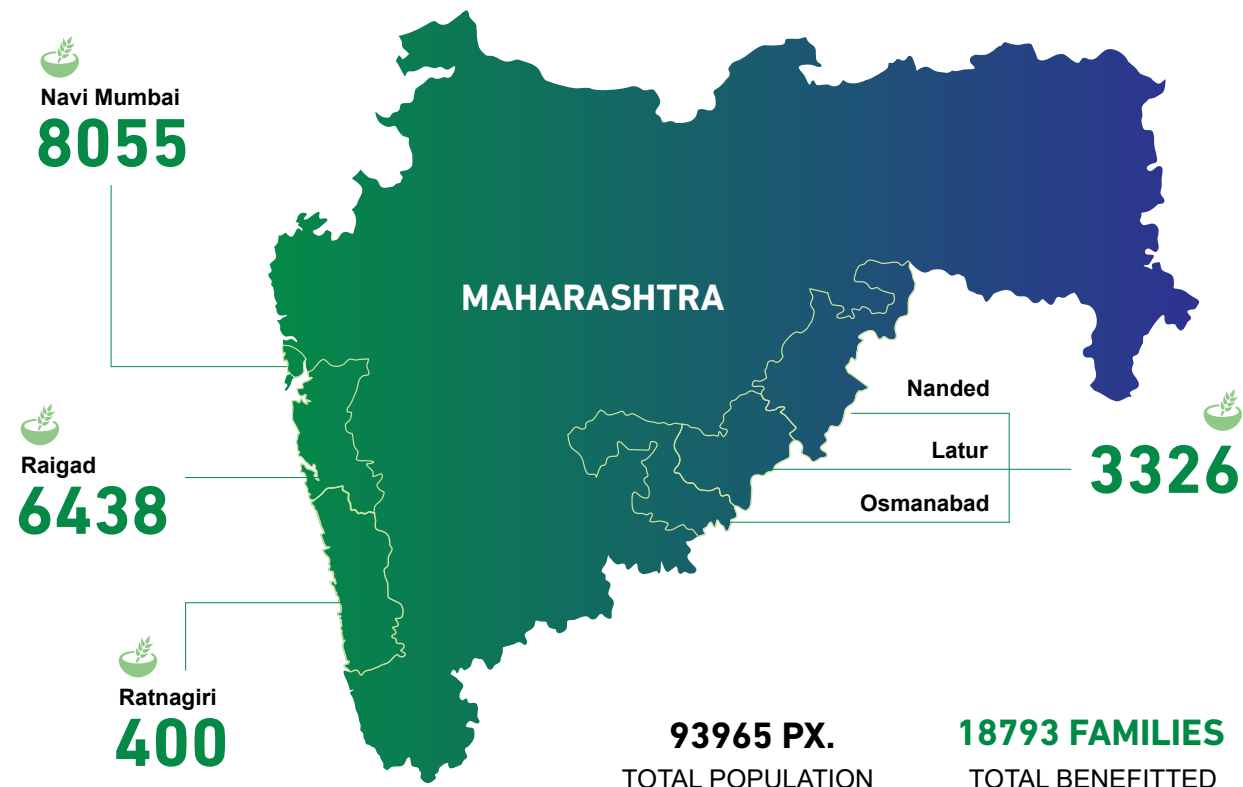 Navi Mumbai
8055
MAHARASHTRA
Raigad
6438
Nanded
Latur
Osmanabad
3326
Ratnagiri
400
93965 PX.
TOTAL POPULATION
18793 FAMILIES
TOTAL BENEFITTED